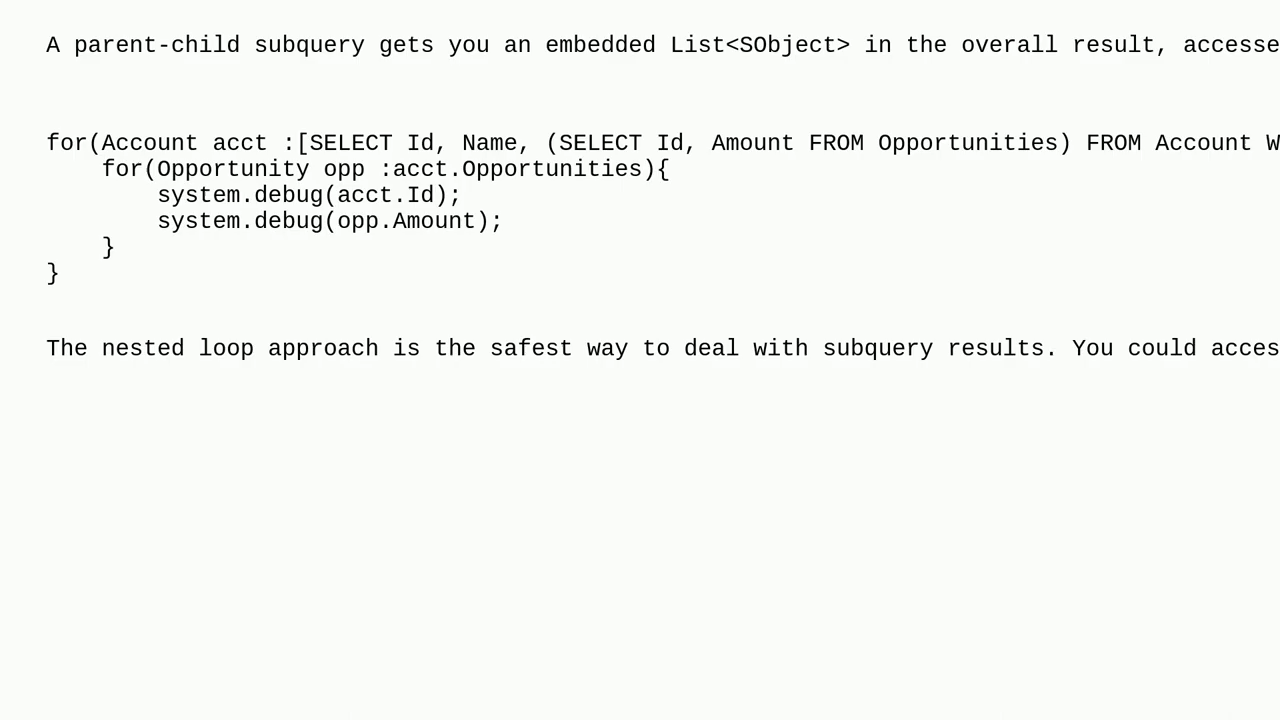 A parent-child subquery gets you an embedded List<SObject> in the overall result, accesse
for(Account acct :[SELECT Id, Name, (SELECT Id, Amount FROM Opportunities) FROM Account W
for(Opportunity opp :acct.Opportunities){
system.debug(acct.Id);
system.debug(opp.Amount);
}
}
The nested loop approach is the safest way to deal with subquery results. You could acces